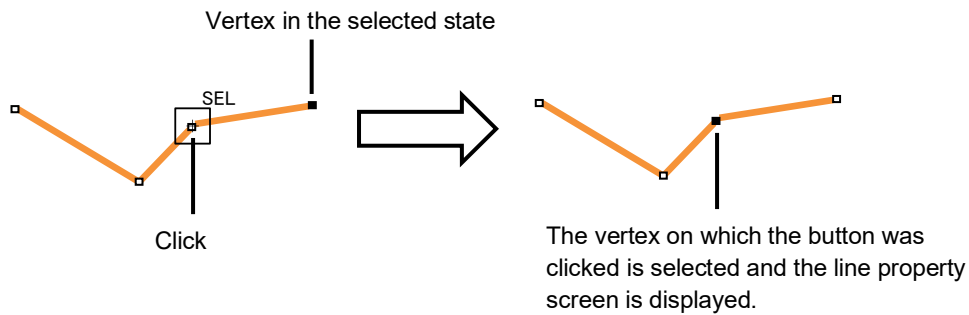 Vertex in the selected state
SEL
Click
The vertex on which the button was
clicked is selected and the line property
screen is displayed.